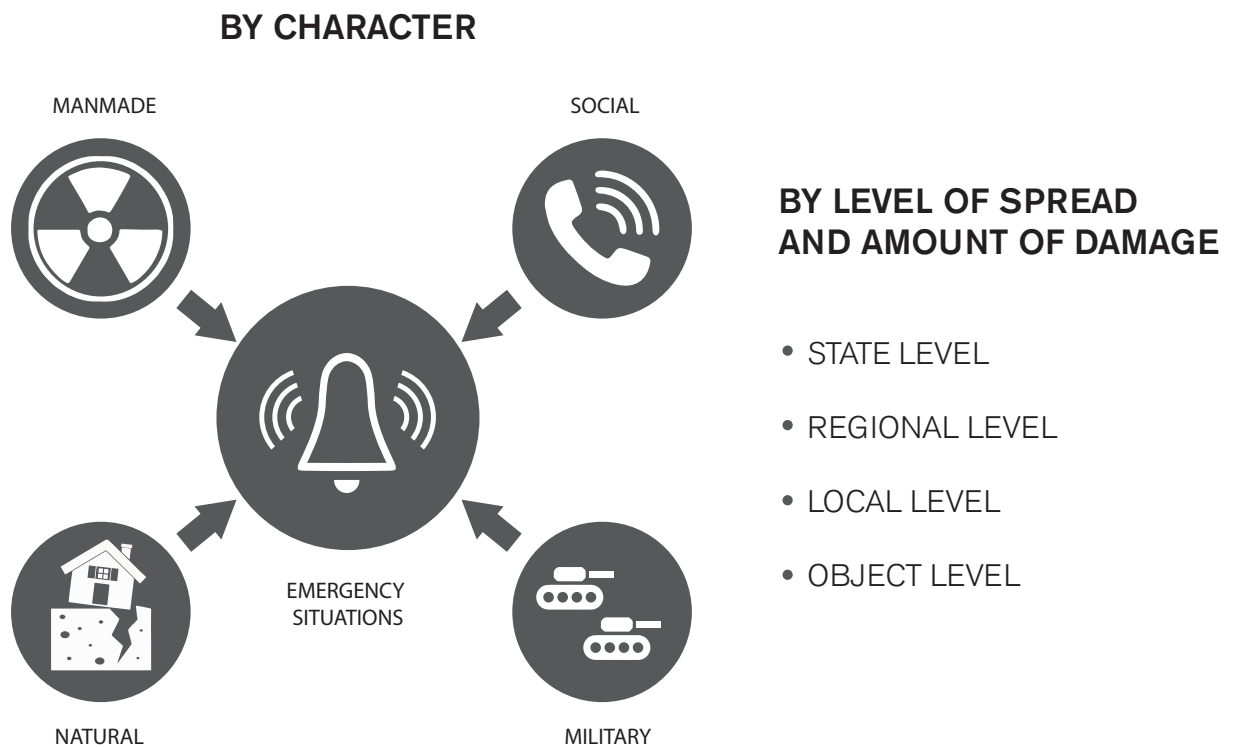 BY CHARACTER
MANMADE
SOCIAL
EMERGENCY
SITUATIONS
NATURAL
MILITARY
BY LEVEL OF SPREAD
AND AMOUNT OF DAMAGE
• STATE LEVEL
• REGIONAL LEVEL
• LOCAL LEVEL
• OBJECT LEVEL